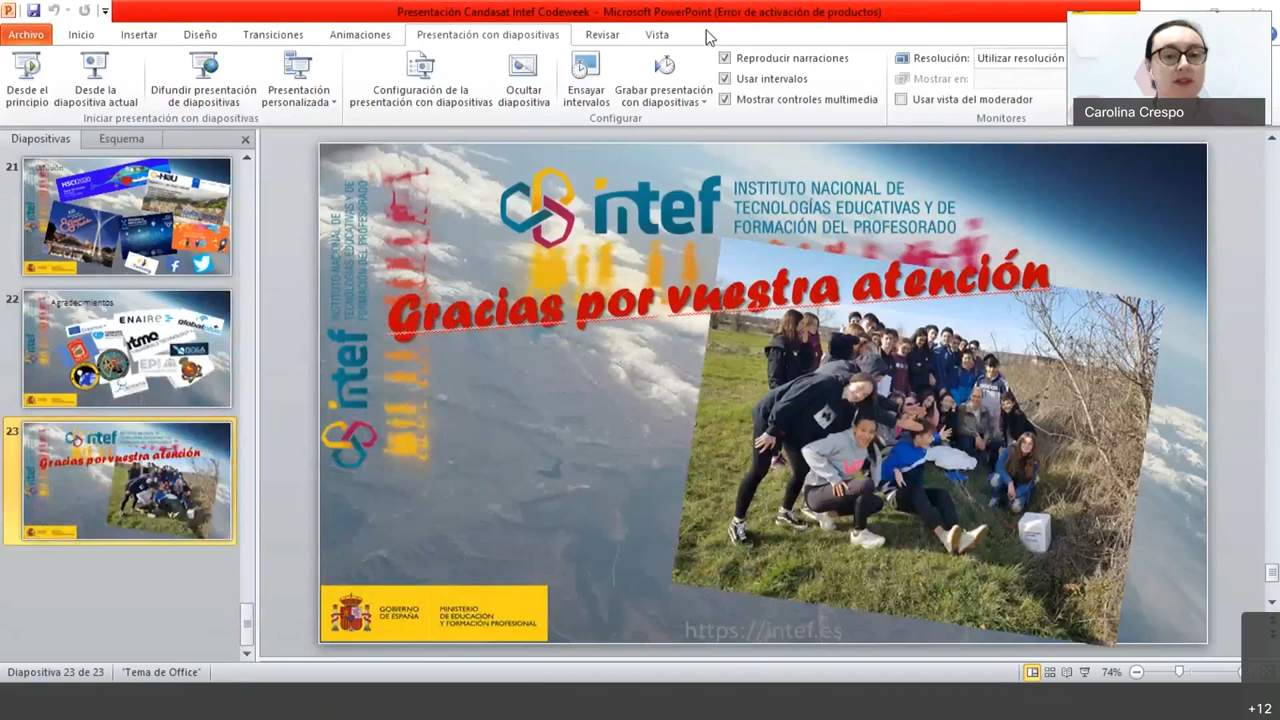 Presentación Candasat Intef Codeweek - Microsoft PowerPoint (Error de activación de productos)
Archivo Inicio Insertar Diseño Transiciones Animaciones Presentación con diapositivas Revisar Vista
Desde el principio
Desde la diapositiva actual
Difundir presentación de diapositivas
Presentación personalizada
Iniciar presentación con diapositivas
Configuración de la presentación con diapositivas
Ocultar diapositiva
Ensayar intervalos
Grabar presentación con diapositivas
Reproducir narraciones
Usar intervalos
Mostrar controles multimedia
Configurar
Resolución: Utilizar resolución
Mostrar en:
Usar vista del moderador
Monitores
Carolina Crespo
Diapositivas Esquema
21
Difusión
HSCI2020
22
Agradecimientos
ENAIRE
rtmo
23
intef
Gracias por vuestra atención
intef
INSTITUTO NACIONAL DE
TECNOLOGÍAS EDUCATIVAS Y DE
FORMACIÓN DEL PROFESORADO
Gracias por vuestra atención
intef
INSTITUTO NACIONAL DE
TECNOLOGÍAS EDUCATIVAS Y DE
FORMACIÓN DEL PROFESORADO
GOBIERNO
DE ESPAÑA
MINISTERIO
DE EDUCACIÓN
Y FORMACIÓN PROFESIONAL
https://intef.es
Diapositiva 23 de 23 "Tema de Office" 74%
+12